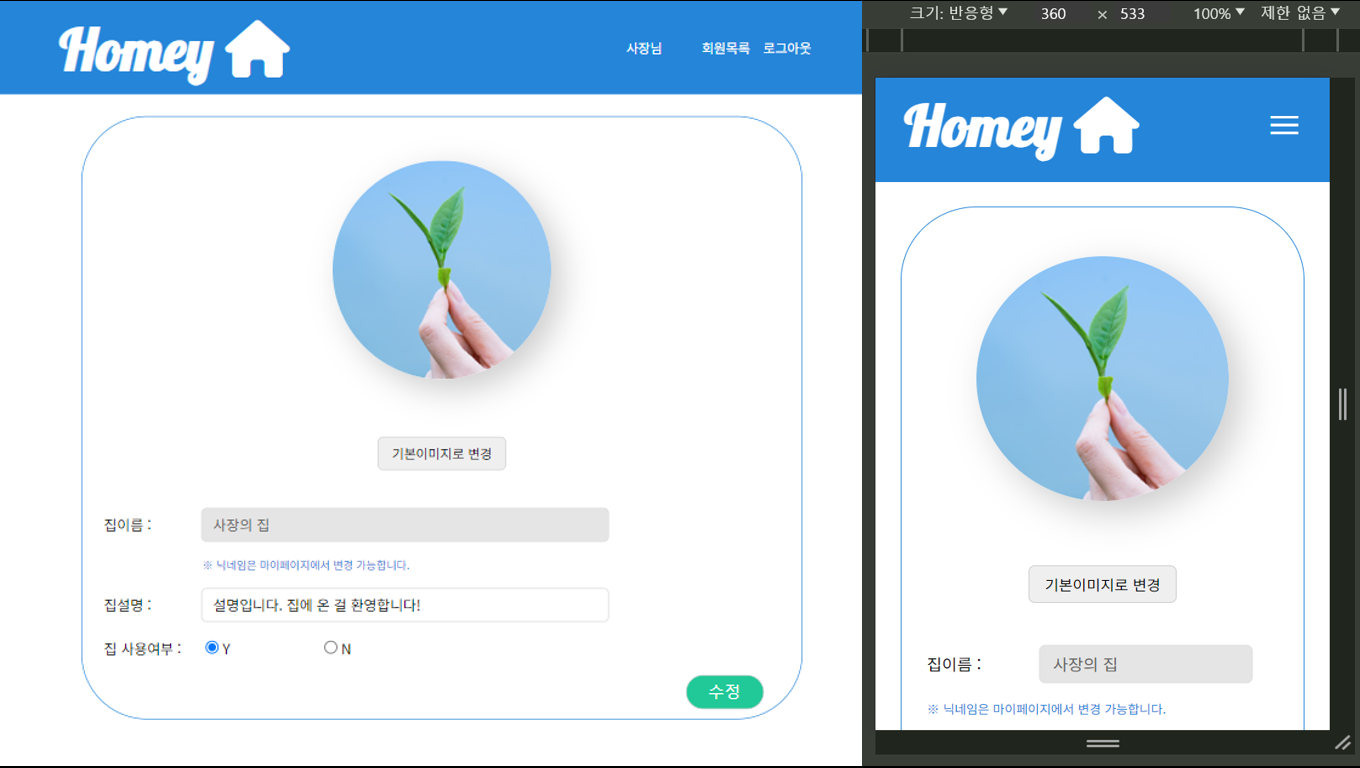 Homey
사장님 회원목록 로그아웃
기본이미지로 변경
집이름 : 사장의 집
※ 닉네임은 마이페이지에서 변경 가능합니다.
집설명 : 설명입니다. 집에 온 걸 환영합니다!
집 사용여부 : Y N
수정
크기: 반응형 360 × 533 100% 제한 없음
Homey
기본이미지로 변경
집이름 : 사장의 집
※ 닉네임은 마이페이지에서 변경 가능합니다.